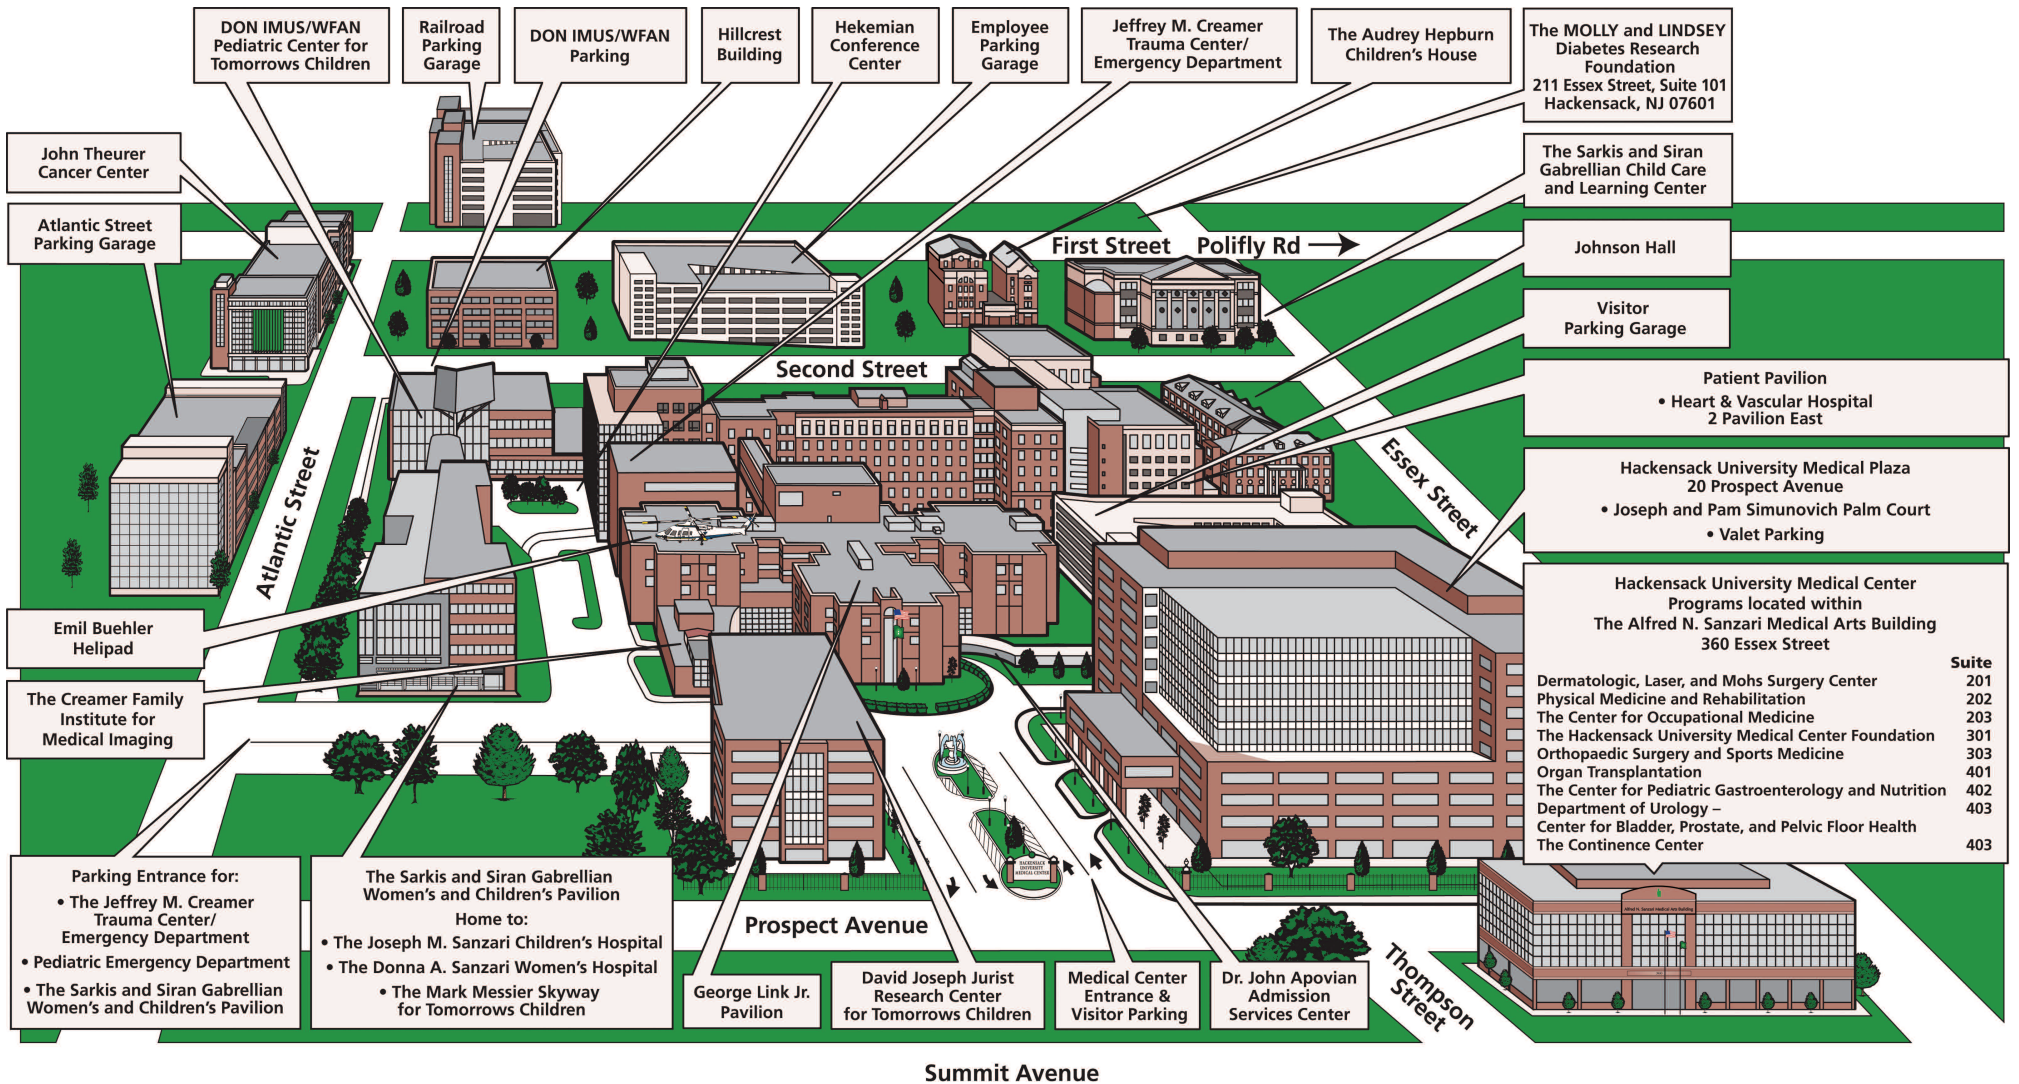 DON IMUS/WFAN
Pediatric Center for
Tomorrows Children
Railroad
Parking
Garage
DON IMUS/WFAN
Parking
Hillcrest
Building
Hekemian
Conference
Center
Employee
Parking
Garage
Jeffrey M. Creamer
Trauma Center/
Emergency Department
The Audrey Hepburn
Children's House
The MOLLY and LINDSEY
Diabetes Research
Foundation
211 Essex Street, Suite 101
Hackensack, NJ 07601
John Theurer
Cancer Center
The Sarkis and Siran
Gabrellian Child Care
and Learning Center
Atlantic Street
Parking Garage
First Street
Polifly Rd
Johnson Hall
Visitor
Parking Garage
Second Street
Patient Pavilion
• Heart & Vascular Hospital
2 Pavilion East
Atlantic Street
Essex Street
Hackensack University Medical Plaza
20 Prospect Avenue
• Joseph and Pam Simunovich Palm Court
• Valet Parking
Emil Buehler
Helipad
The Creamer Family
Institute for
Medical Imaging
Hackensack University Medical Center
Programs located within
The Alfred N. Sanzari Medical Arts Building
360 Essex Street
Suite
Dermatologic, Laser, and Mohs Surgery Center 201
Physical Medicine and Rehabilitation 202
The Center for Occupational Medicine 203
The Hackensack University Medical Center Foundation 301
Orthopaedic Surgery and Sports Medicine 303
Organ Transplantation 401
The Center for Pediatric Gastroenterology and Nutrition 402
Department of Urology – 403
Center for Bladder, Prostate, and Pelvic Floor Health
The Continence Center 403
HACKENSACK
UNIVERSITY
MEDICAL CENTER
Alfred N. Sanzari Medical Arts Building
Parking Entrance for:
• The Jeffrey M. Creamer
Trauma Center/
Emergency Department
• Pediatric Emergency Department
• The Sarkis and Siran Gabrellian
Women's and Children's Pavilion
The Sarkis and Siran Gabrellian
Women's and Children's Pavilion
Home to:
• The Joseph M. Sanzari Children's Hospital
• The Donna A. Sanzari Women's Hospital
• The Mark Messier Skyway
for Tomorrows Children
Prospect Avenue
George Link Jr.
Pavilion
David Joseph Jurist
Research Center
for Tomorrows Children
Medical Center
Entrance &
Visitor Parking
Dr. John Apovian
Admission
Services Center
Thompson
Street
Summit Avenue